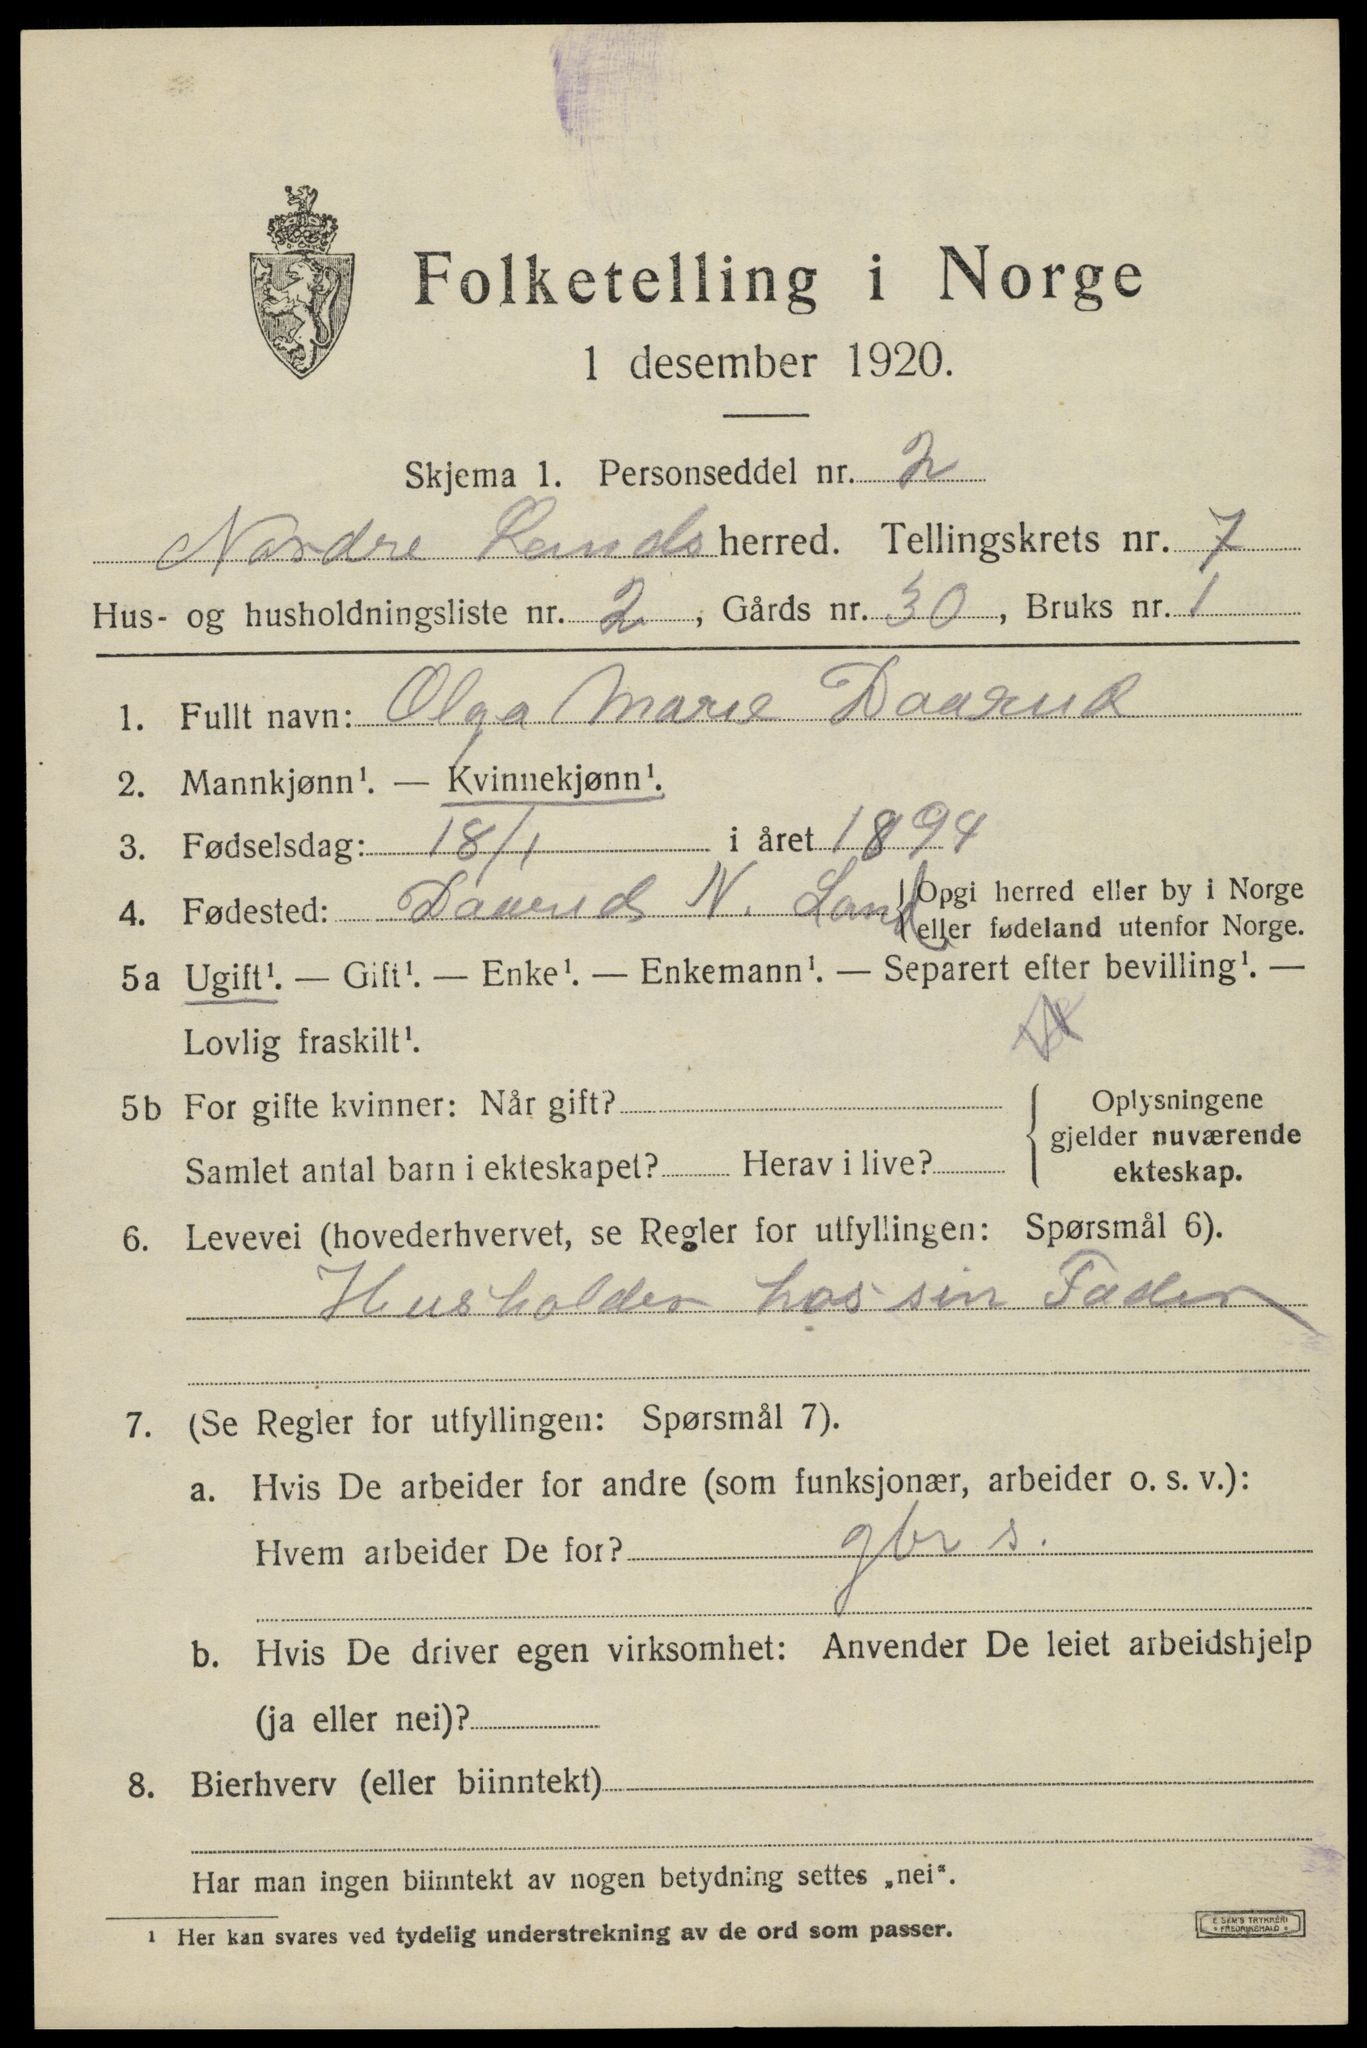 Folketelling i Norge
1 desember 1920.
Skjema 1. Personseddel nr. 2
Nordre Lands herred. Tellingskrets nr. 7
Hus- og husholdningsliste nr. 2, Gårds nr. 30, Bruks nr. 1
1. Fullt navn: Olga Marie Daarud
2. Mannkjønn¹. — Kvinnekjønn¹.
3. Fødselsdag: 18/1 i året 1894
4. Fødested: Daarud N. Land (Opgi herred eller by i Norge
eller fødeland utenfor Norge.
5a Ugift¹. — Gift¹. — Enke¹. — Enkemann¹. — Separert efter bevilling¹. —
Lovlig fraskilt¹.
5b For gifte kvinner: Når gift?
Samlet antal barn i ekteskapet? Herav i live?
Oplysningene
gjelder nuværende
ekteskap.
6. Levevei (hovederhvervet, se Regler for utfyllingen: Spørsmål 6).
Husholder hos sin Fader
7. (Se Regler for utfyllingen: Spørsmål 7).
a. Hvis De arbeider for andre (som funksjonær, arbeider o. s. v.):
Hvem arbeider De for? gbr s.
b. Hvis De driver egen virksomhet: Anvender De leiet arbeidshjelp
(ja eller nei)?
8. Bierhverv (eller biinntekt)
Har man ingen biinntekt av nogen betydning settes „nei".
¹ Her kan svares ved tydelig understrekning av de ord som passer.
E SEM'S TRYKKERI
FREDRIKSHALD